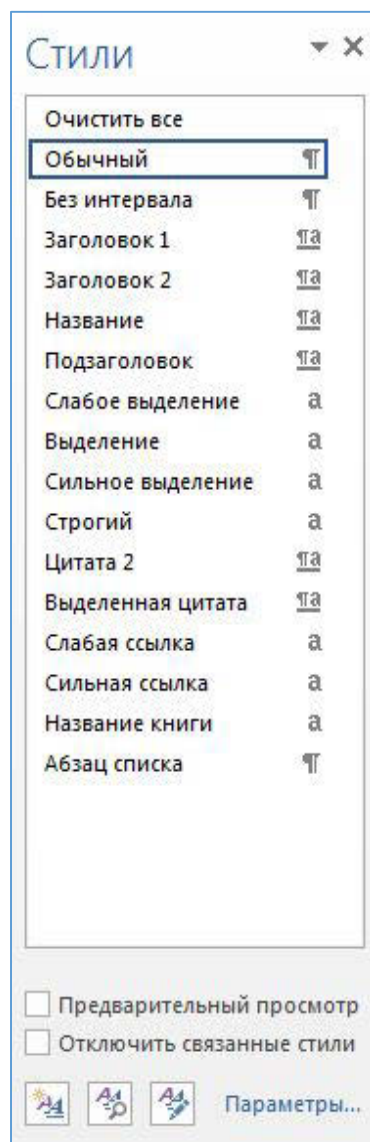 Стили
Очистить все
Обычный ¶
Без интервала ¶
Заголовок 1 ¶a
Заголовок 2 ¶a
Название ¶a
Подзаголовок ¶a
Слабое выделение a
Выделение a
Сильное выделение a
Строгий a
Цитата 2 ¶a
Выделенная цитата ¶a
Слабая ссылка a
Сильная ссылка a
Название книги a
Абзац списка ¶
Предварительный просмотр
Отключить связанные стили
Параметры...